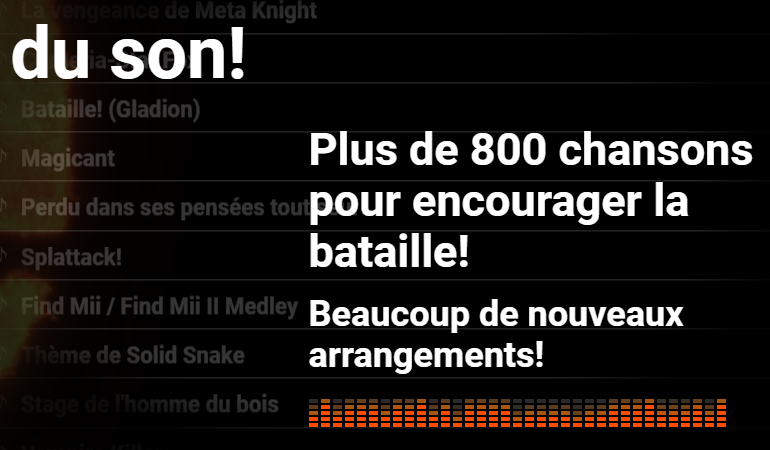 La vengeance de Meta Knight
du son!
Bataille! (Gladion)
Magicant
Perdu dans ses pensées tout
Splattack!
Find Mii / Find Mii II Medley
Thème de Solid Snake
Stage de l'homme du bois
Plus de 800 chansons
pour encourager la
bataille!
Beaucoup de nouveaux
arrangements!